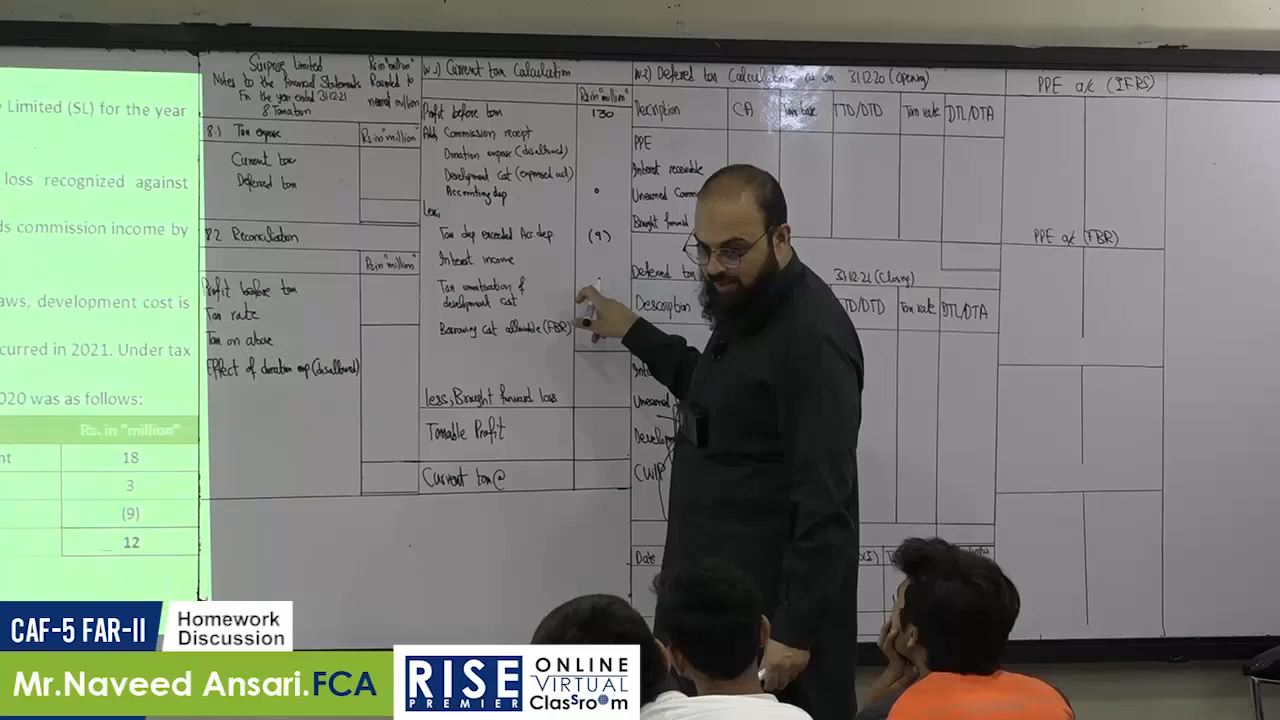 e Limited (SL) for the year
loss recognized against
ds commission income by
aws, development cost is
curred in 2021. Under tax
020 was as follows:
Rs. in "million"
nt 18
3
(9)
12
Surprise Limited
Notes to the Financial Statements
For the year ended 31.12.21
8 Taxation
Rs in "million"
Rounded to
nearest million
8.1) Tax expense
Rs. in "million"
Current tax
Deferred tax
8.2 Reconciliation
Rs in "million"
Profit before tax
Tax rate
Tax on above
Effect of donation exp (disallowed)
W.1) Current tax Calculation
Rs in "million"
Profit before tax 130
Add, Commission receipt
Donation expense (disallowed)
Development Cost (expensed out)
Accounting dep
Less,
Tax dep exceeded Acc dep (9)
Interest income
Tax amortization of
development cost
Borrowing Cost allowable (FBR)
Less, Brought forward loss
Taxable Profit
Current tax @
W.2) Deferred tax Calculation as on 31.12.20 (opening)
Description CA Tax base TTD/DTD Tax rate DTL/DTA
PPE
Interest receivable
Unearned Comm
Brought forward
Deferred tax 31.12.21 (Closing)
Description TTD/DTD Tax rate DTL/DTA
Unearned
Develop
CWIP
Date
PPE a/c (IFRS)
PPE a/c (FBR)
CAF-5 FAR-II
Homework
Discussion
Mr.Naveed Ansari.FCA
RISE
PREMIER
ONLINE
VIRTUAL
Classroom